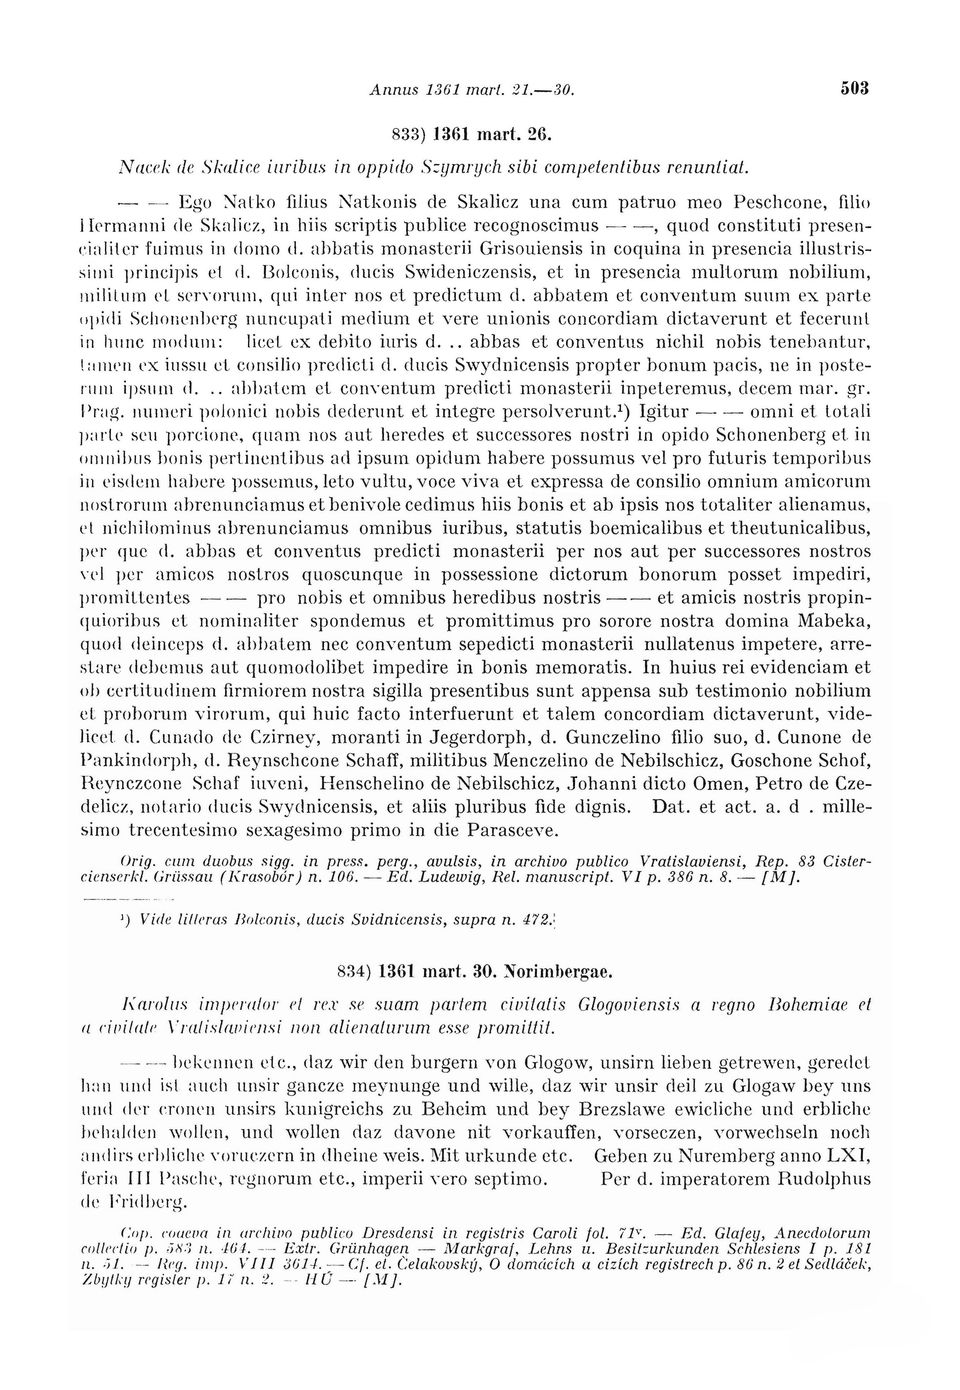 Annus 1361 mart. 21.—30. 503
833) 1361 mart. 26.
Nacek de Skalice iuribus in oppido Szymrych sibi competentibus renuntiat.
— — Ego Natko filius Natkonis de Skalicz una cum patruo meo Peschcone, filio
Hermanni de Skalicz, in hiis scriptis publice recognoscimus — —, quod constituti presen-
cialiter fuimus in domo d. abbatis monasterii Grisouiensis in coquina in presencia illustris-
simi principis et d. Bolconis, ducis Swideniczensis, et in presencia multorum nobilium,
militum et servorum, qui inter nos et predictum d. abbatem et conventum suum ex parte
opidi Schonenberg nuncupati medium et vere unionis concordiam dictaverunt et fecerunt
in hunc modum: licet ex debito iuris d. .. abbas et conventus nichil nobis tenebantur,
tamen ex iussu et consilio predicti d. ducis Swydnicensis propter bonum pacis, ne in poste-
rum ipsum d. .. abbatem et conventum predicti monasterii inpeteremus, decem mar. gr.
Prag. numeri polonici nobis dederunt et integre persolverunt.¹) Igitur — — omni et totali
parte seu porcione, quam nos aut heredes et successores nostri in opido Schonenberg et in
omnibus bonis pertinentibus ad ipsum opidum habere possumus vel pro futuris temporibus
in eisdem habere possemus, leto vultu, voce viva et expressa de consilio omnium amicorum
nostrorum abrenunciamus et benivole cedimus hiis bonis et ab ipsis nos totaliter alienamus,
et nichilominus abrenunciamus omnibus iuribus, statutis boemicalibus et theutunicalibus,
per que d. abbas et conventus predicti monasterii per nos aut per successores nostros
vel per amicos nostros quoscunque in possessione dictorum bonorum posset impediri,
promittentes — — pro nobis et omnibus heredibus nostris — — et amicis nostris propin-
quioribus et nominaliter spondemus et promittimus pro sorore nostra domina Mabeka,
quod deinceps d. abbatem nec conventum sepedicti monasterii nullatenus impetere, arre-
stare debemus aut quomodolibet impedire in bonis memoratis. In huius rei evidenciam et
ob certitudinem firmiorem nostra sigilla presentibus sunt appensa sub testimonio nobilium
et proborum virorum, qui huic facto interfuerunt et talem concordiam dictaverunt, vide-
licet d. Cunado de Czirney, moranti in Jegerdorph, d. Gunczelino filio suo, d. Cunone de
Pankindorph, d. Reynschcone Schaff, militibus Menczelino de Nebilschicz, Goschone Schof,
Reynczcone Schaf iuveni, Henschelino de Nebilschicz, Johanni dicto Omen, Petro de Cze-
delicz, notario ducis Swydnicensis, et aliis pluribus fide dignis. Dat. et act. a. d . mille-
simo trecentesimo sexagesimo primo in die Parasceve.
Orig. cum duobus sigg. in press. perg., avulsis, in archivo publico Vratislaviensi, Rep. 83 Cister-
cienserkl. Grüssau (Krasobór) n. 106. — Ed. Ludewig, Rel. manuscript. VI p. 386 n. 8. — [M].
¹) Vide litteras Bolconis, ducis Svidnicensis, supra n. 472.
834) 1361 mart. 30. Norimbergae.
Karolus imperator et rex se suam partem civitatis Glogoviensis a regno Bohemiae et
a civitate Vratislaviensi non alienaturum esse promittit.
— — bekennen etc., daz wir den burgern von Glogow, unsirn lieben getrewen, geredet
han und ist auch unsir gancze meynunge und wille, daz wir unsir deil zu Glogaw bey uns
und der cronen unsirs kunigreichs zu Beheim und bey Brezslawe ewicliche und erbliche
behalden wollen, und wollen daz davone nit vorkauffen, vorseczen, vorwechseln noch
andirs erbliche voruezern in dheine weis. Mit urkunde etc. Geben zu Nuremberg anno LXI,
feria III Pasche, regnorum etc., imperii vero septimo. Per d. imperatorem Rudolphus
de Fridberg.
Cop. coaeva in archivo publico Dresdensi in registris Caroli fol. 71ᵛ. — Ed. Glafey, Anecdotorum
collectio p. 583 n. 464. — Extr. Grünhagen — Markgraf, Lehns u. Besitzurkunden Schlesiens I p. 181
n. 51. — Reg. imp. VIII 3614. — Cf. et. Čelakovský, O domácích a cizích registrech p. 86 n. 2 et Sedláček,
Zbytky register p. 17 n. 2. — HÚ — [M].